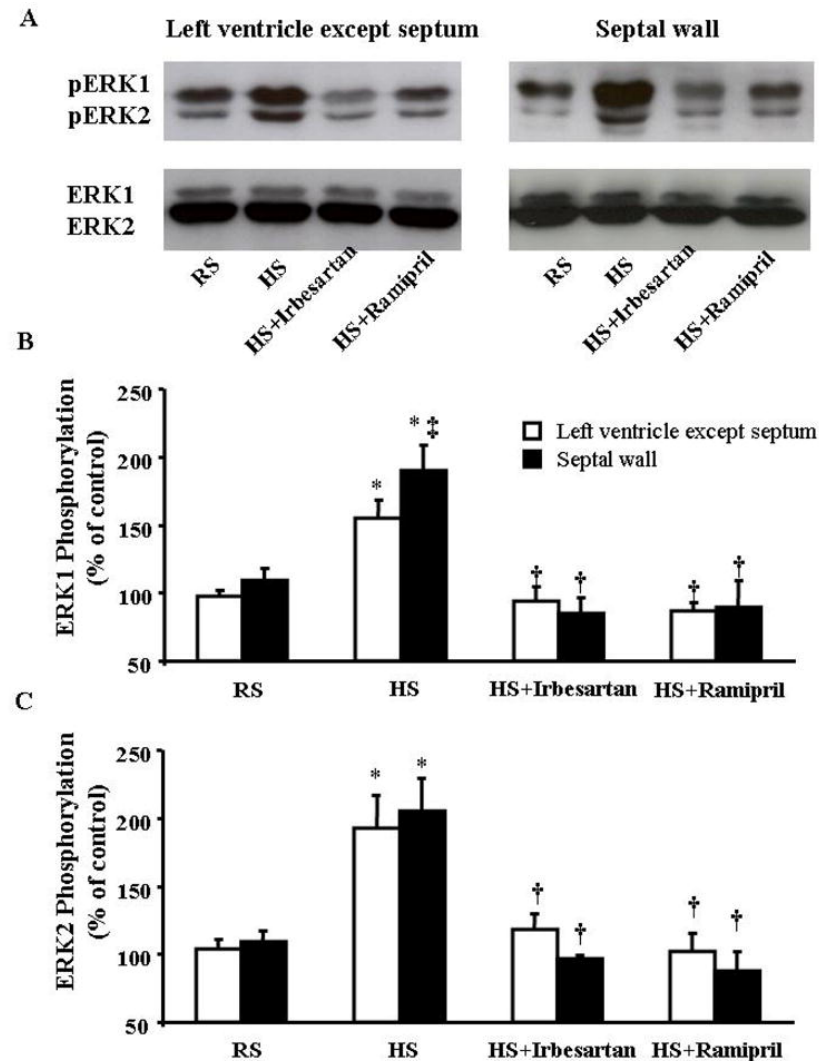 A
Left ventricle except septum
Septal wall
pERK1
pERK2
ERK1
ERK2
RS
HS
HS+Irbesartan
HS+Ramipril
RS
HS
HS+Irbesartan
HS+Ramipril
B
ERK1 Phosphorylation
(% of control)
250
200
150
100
50
*
*‡
†
†
†
†
Left ventricle except septum
Septal wall
RS
HS
HS+Irbesartan
HS+Ramipril
C
ERK2 Phosphorylation
(% of control)
250
200
150
100
50
*
*
†
†
†
†
RS
HS
HS+Irbesartan
HS+Ramipril